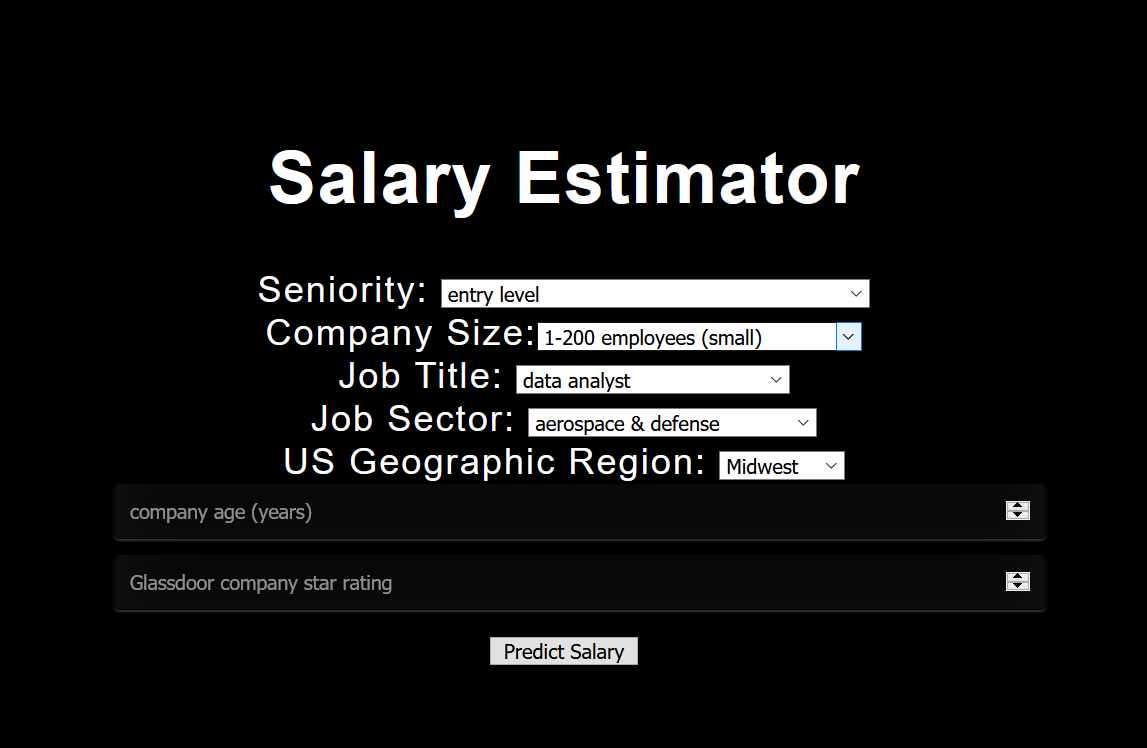 Salary Estimator
Seniority: entry level
Company Size: 1-200 employees (small)
Job Title: data analyst
Job Sector: aerospace & defense
US Geographic Region: Midwest
company age (years)
Glassdoor company star rating
Predict Salary